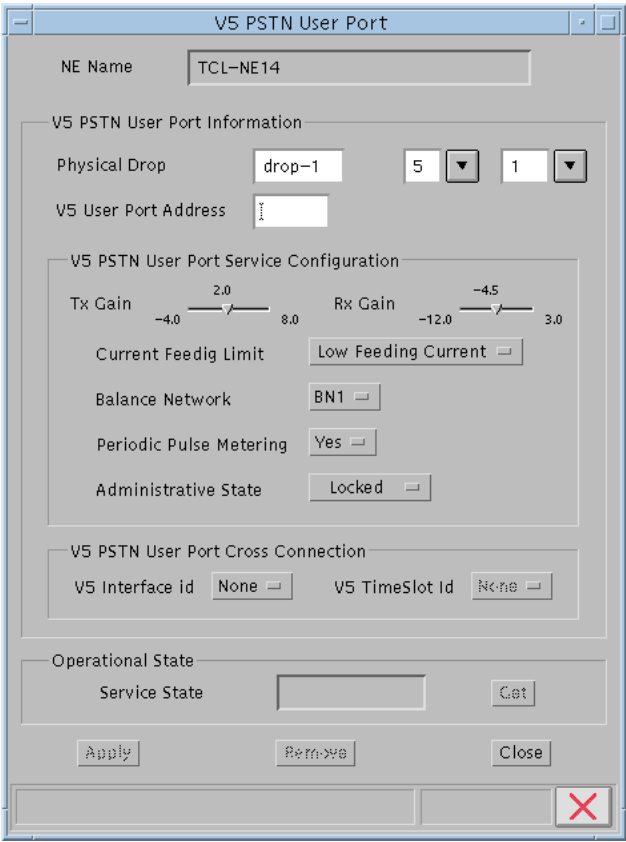 V5 PSTN User Port
NE Name TCL-NE14
V5 PSTN User Port Information
Physical Drop drop-1 5 1
V5 User Port Address
V5 PSTN User Port Service Configuration
Tx Gain -4.0 2.0 8.0 Rx Gain -12.0 -4.5 3.0
Current Feedig Limit Low Feeding Current
Balance Network BN1
Periodic Pulse Metering Yes
Administrative State Locked
V5 PSTN User Port Cross Connection
V5 Interface id None V5 TimeSlot Id None
Operational State
Service State Get
Apply Remove Close